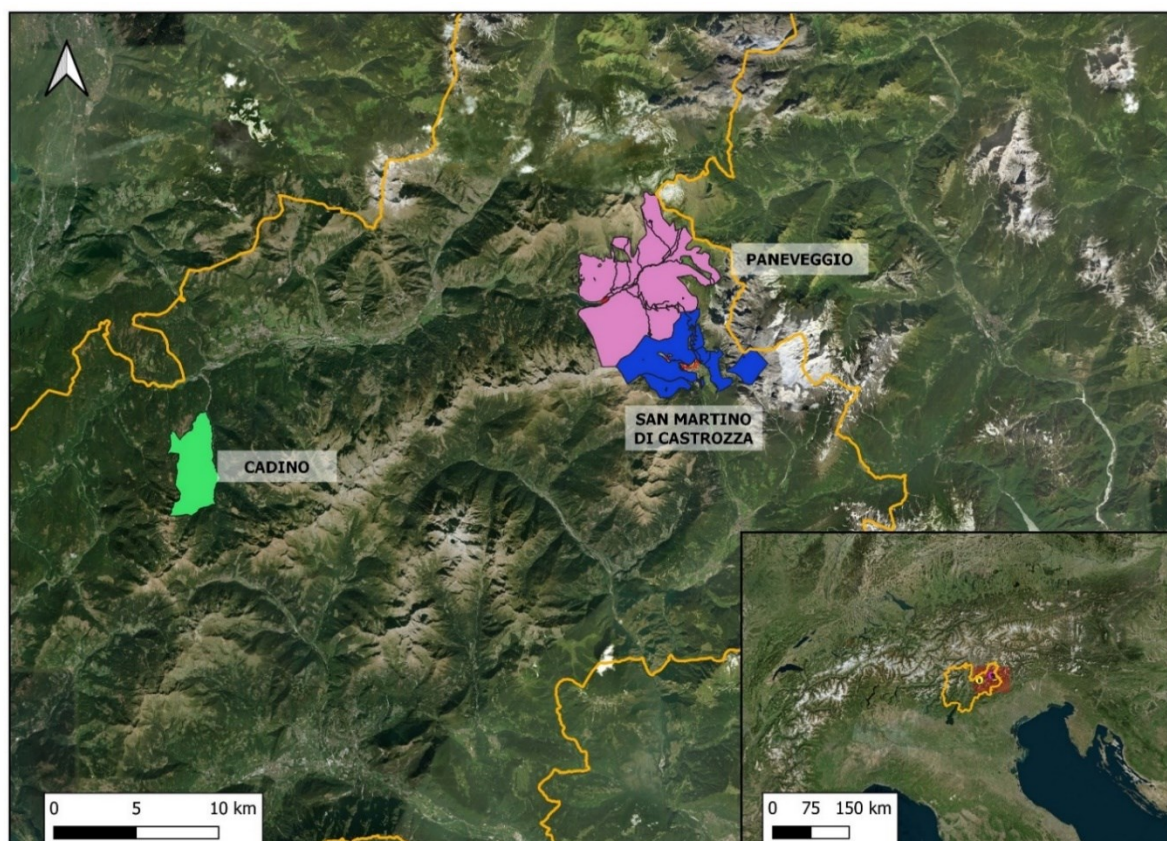 PANEVEGGIO
SAN MARTINO
DI CASTROZZA
CADINO
0 5 10 km
0 75 150 km